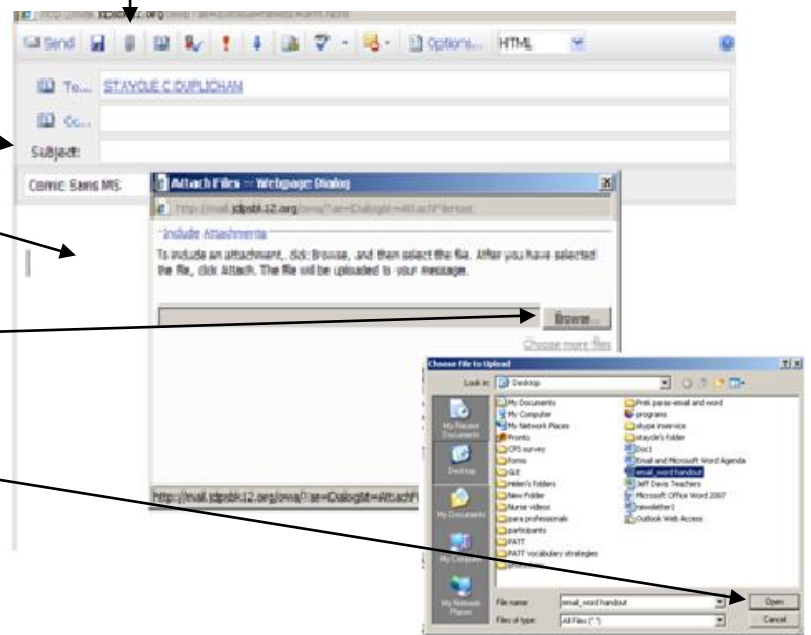 Send Options... HTML
To... STAYCLE C DUPLICHAN
Cc...
Subject:
Comic Sans MS
Attach Files -- Webpage Dialog
Include Attachments
To include an attachment, click Browse, and then select the file. After you have selected
the file, click Attach. The file will be uploaded to your message.
Browse...
Choose more files
Choose File to Upload
Look in: Desktop
My Recent Documents
Desktop
My Documents
My Computer
My Network Places
My Documents
My Computer
My Network Places
Pronto
CPS survey
forms
GLE
Helen's folders
New Folder
Nurse videos
para professionals
participants
PATT
PATT vocabulary strategies
PreK paras-email and word
programs
skype inservice
staycle's folder
Doc1
Email and Microsoft Word Agenda
email_word handout
Jeff Davis Teachers
Microsoft Office Word 2007
newsletter1
Outlook Web Access
File name: email_word handout Open
Files of type: All Files (*.*) Cancel